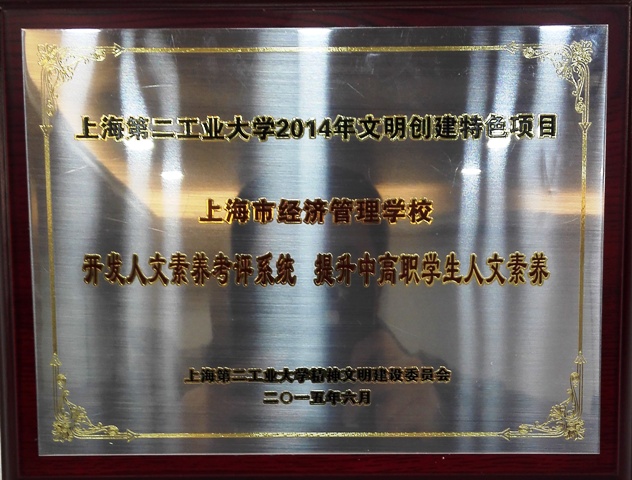 上海第二工业大学2014年文明创建特色项目
上海市经济管理学校
开发人文素养考评系统 提升中高职学生人文素养
上海第二工业大学精神文明建设委员会
二〇一五年六月